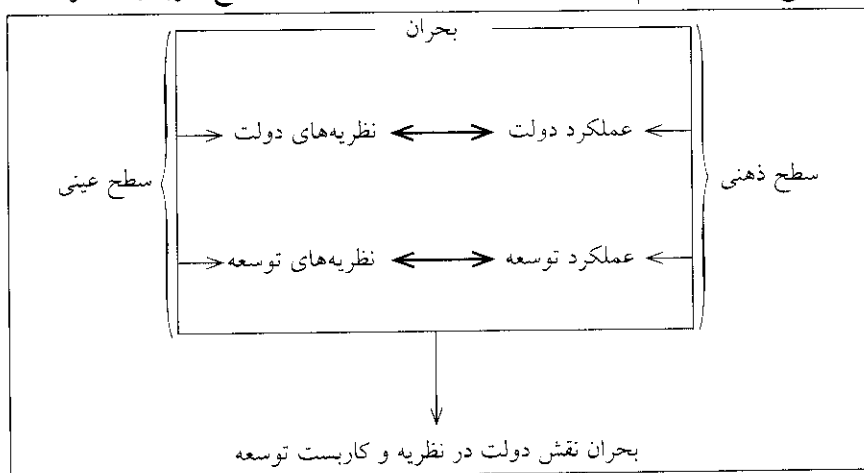 بحران
عملکرد دولت نظریه‌های دولت
سطح ذهنی سطح عینی
عملکرد توسعه نظریه‌های توسعه
بحران نقش دولت در نظریه و کاربست توسعه